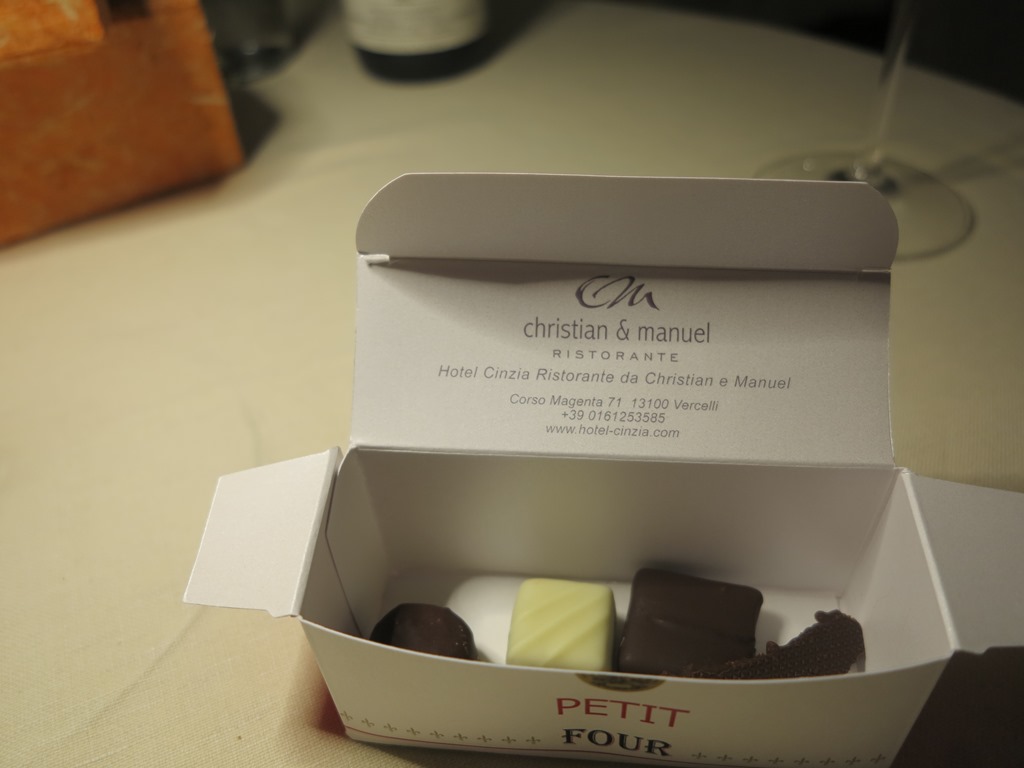 cm
christian & manuel
RISTORANTE
Hotel Cinzia Ristorante da Christian e Manuel
Corso Magenta 71 13100 Vercelli
+39 0161253585
www.hotel-cinzia.com
PETIT
FOUR